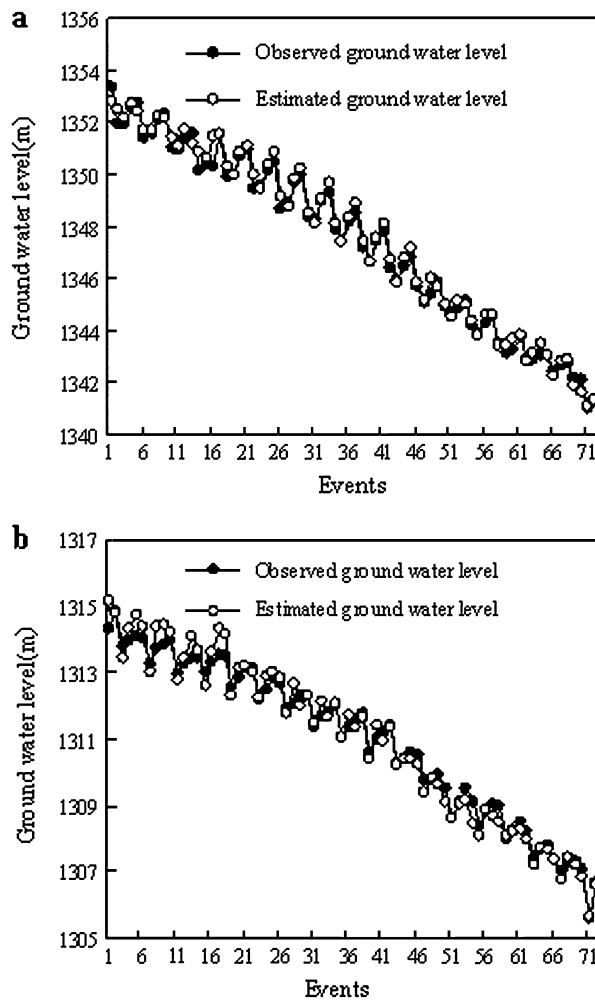 a
1356
1354
1352
1350
1348
1346
1344
1342
1340
Ground water level(m)
Observed ground water level
Estimated ground water level
1 6 11 16 21 26 31 36 41 46 51 56 61 66 71
Events
b
1317
1315
1313
1311
1309
1307
1305
Ground water level(m)
Observed ground water level
Estimated ground water level
1 6 11 16 21 26 31 36 41 46 51 56 61 66 71
Events